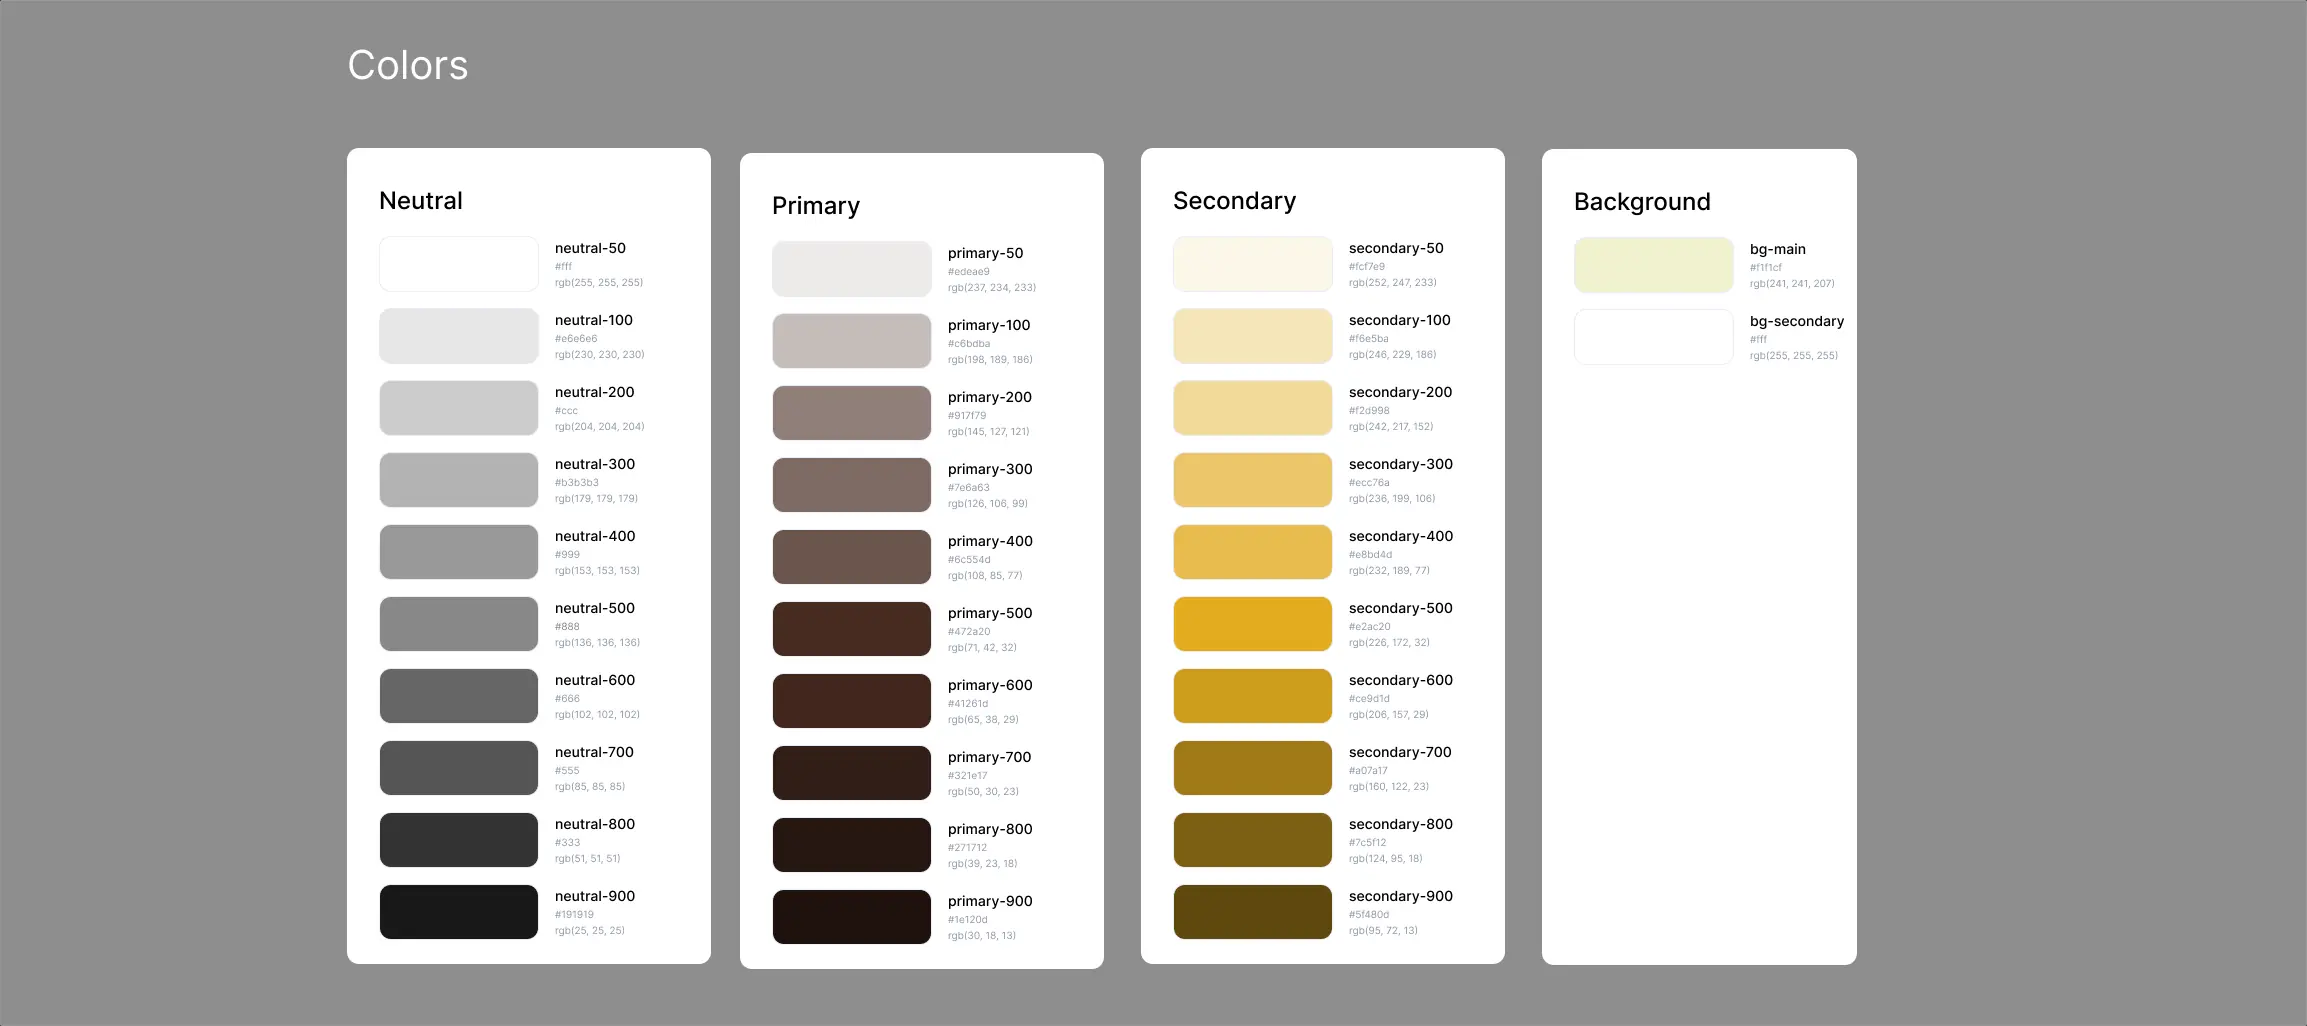 Colors
Neutral
neutral-50
#fff
rgb(255, 255, 255)
neutral-100
#e6e6e6
rgb(230, 230, 230)
neutral-200
#ccc
rgb(204, 204, 204)
neutral-300
#b3b3b3
rgb(179, 179, 179)
neutral-400
#999
rgb(153, 153, 153)
neutral-500
#888
rgb(136, 136, 136)
neutral-600
#666
rgb(102, 102, 102)
neutral-700
#555
rgb(85, 85, 85)
neutral-800
#333
rgb(51, 51, 51)
neutral-900
#191919
rgb(25, 25, 25)
Primary
primary-50
#edeae9
rgb(237, 234, 233)
primary-100
#c6bdba
rgb(198, 189, 186)
primary-200
#917f79
rgb(145, 127, 121)
primary-300
#7e6a63
rgb(126, 106, 99)
primary-400
#6c554d
rgb(108, 85, 77)
primary-500
#472a20
rgb(71, 42, 32)
primary-600
#41261d
rgb(65, 38, 29)
primary-700
#321e17
rgb(50, 30, 23)
primary-800
#271712
rgb(39, 23, 18)
primary-900
#1e120d
rgb(30, 18, 13)
Secondary
secondary-50
#fcf7e9
rgb(252, 247, 233)
secondary-100
#f6e5ba
rgb(246, 229, 186)
secondary-200
#f2d998
rgb(242, 217, 152)
secondary-300
#ecc76a
rgb(236, 199, 106)
secondary-400
#e8bd4d
rgb(232, 189, 77)
secondary-500
#e2ac20
rgb(226, 172, 32)
secondary-600
#ce9d1d
rgb(206, 157, 29)
secondary-700
#a07a17
rgb(160, 122, 23)
secondary-800
#7c5f12
rgb(124, 95, 18)
secondary-900
#5f480d
rgb(95, 72, 13)
Background
bg-main
#f1f1cf
rgb(241, 241, 207)
bg-secondary
#fff
rgb(255, 255, 255)